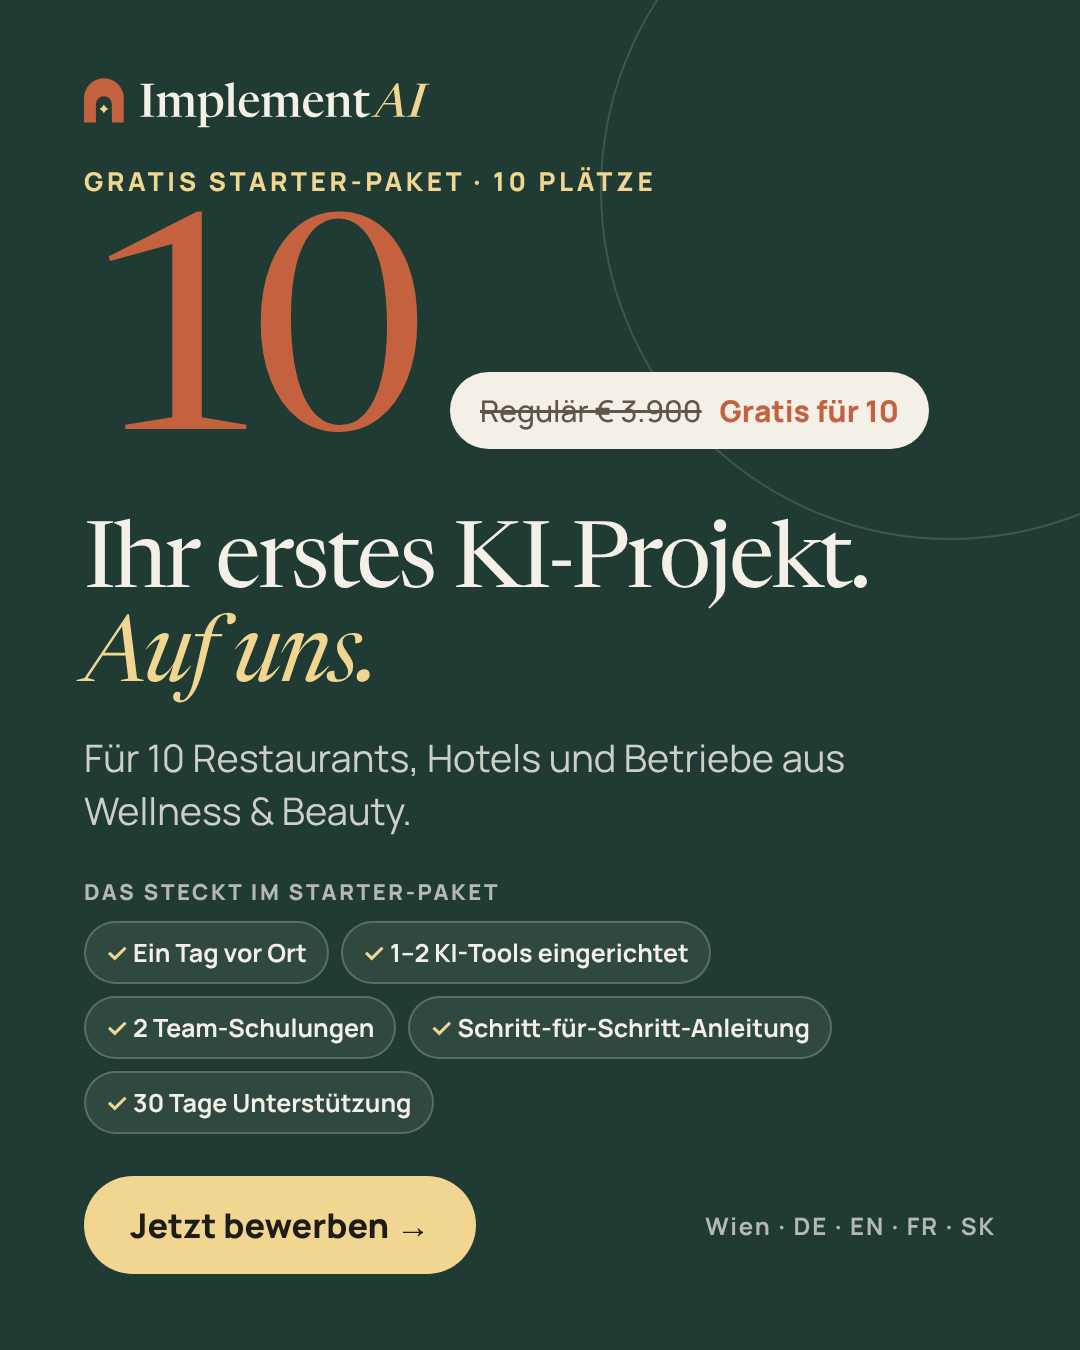 ImplementAI
GRATIS STARTER-PAKET · 10 PLÄTZE
10
Regulär € 3.900 Gratis für 10
Ihr erstes KI-Projekt.
Auf uns.
Für 10 Restaurants, Hotels und Betriebe aus
Wellness & Beauty.
DAS STECKT IM STARTER-PAKET
✓ Ein Tag vor Ort ✓ 1–2 KI-Tools eingerichtet
✓ 2 Team-Schulungen ✓ Schritt-für-Schritt-Anleitung
✓ 30 Tage Unterstützung
Jetzt bewerben → Wien · DE · EN · FR · SK